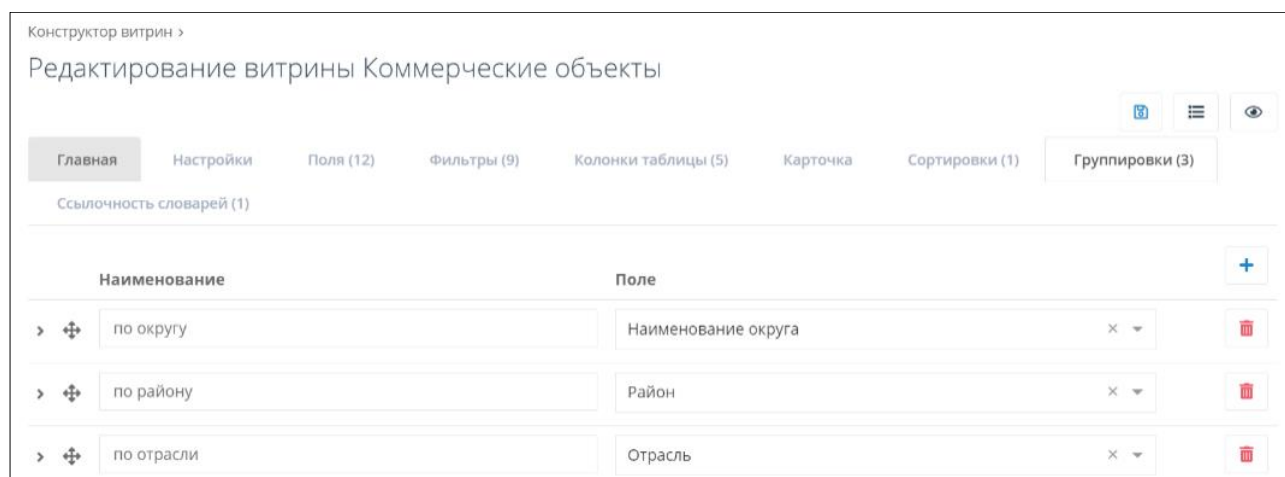 Конструктор витрин ›
Редактирование витрины Коммерческие объекты
Главная Настройки Поля (12) Фильтры (9) Колонки таблицы (5) Карточка Сортировки (1) Группировки (3)
Ссылочность словарей (1)
Наименование Поле
по округу Наименование округа
по району Район
по отрасли Отрасль